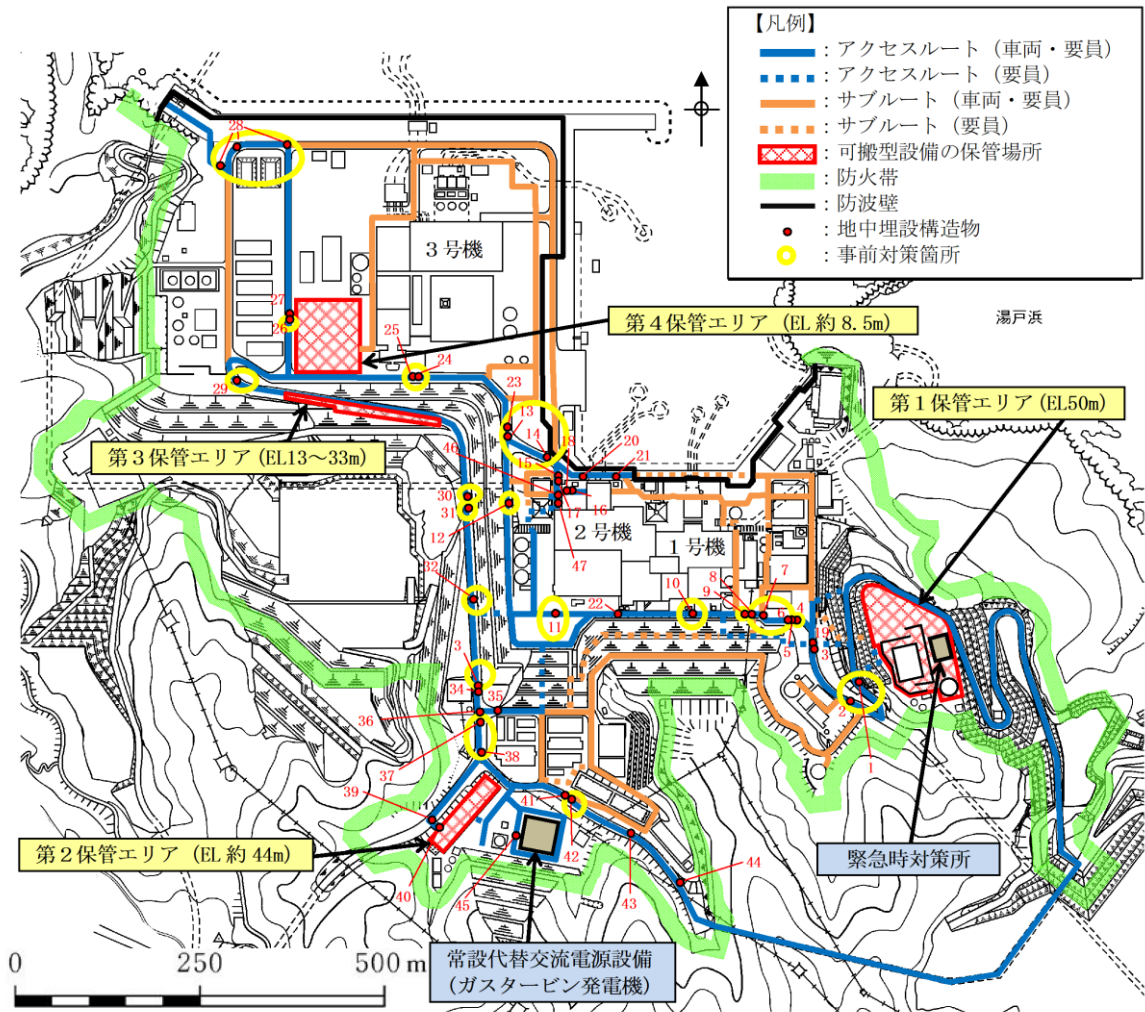 【凡例】
：アクセスルート（車両・要員）
：アクセスルート（要員）
：サブルート（車両・要員）
：サブルート（要員）
：可搬型設備の保管場所
：防火帯
：防波壁
：地中埋設構造物
：事前対策箇所
28
3号機
27
26
第４保管エリア（EL 約 8.5m）
湯戸浜
25
24
29
23
13
第１保管エリア(EL50m)
14
18
20
21
第３保管エリア(EL13～33m)
46
15
30
31
16
17
12
2号機
47
1号機
32
8
7
10
9
22
11
6
4
5
19
3
3
34
35
36
2
1
38
37
39
41
42
第２保管エリア（EL 約 44m）
40
45
43
44
緊急時対策所
常設代替交流電源設備
(ガスタービン発電機)
0
250
500 m